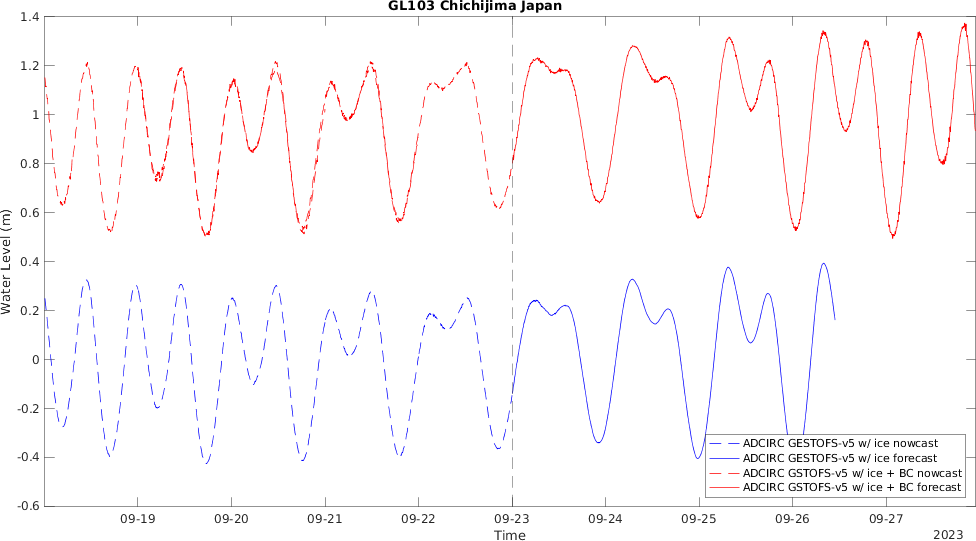 GL103 Chichijima Japan
1.4
1.2
1
0.8
0.6
0.4
0.2
0
-0.2
-0.4
-0.6
Water Level (m)
ADCIRC GESTOFS-v5 w/ ice nowcast
ADCIRC GESTOFS-v5 w/ ice forecast
ADCIRC GSTOFS-v5 w/ ice + BC nowcast
ADCIRC GSTOFS-v5 w/ ice + BC forecast
09-19 09-20 09-21 09-22 09-23 09-24 09-25 09-26 09-27
Time
2023